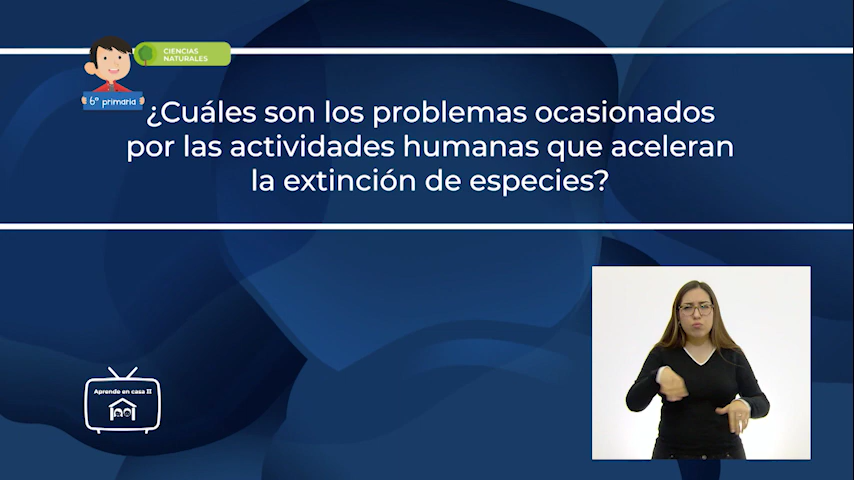 CIENCIAS
NATURALES
6° primaria
¿Cuáles son los problemas ocasionados
por las actividades humanas que aceleran
la extinción de especies?
Aprende en casa II